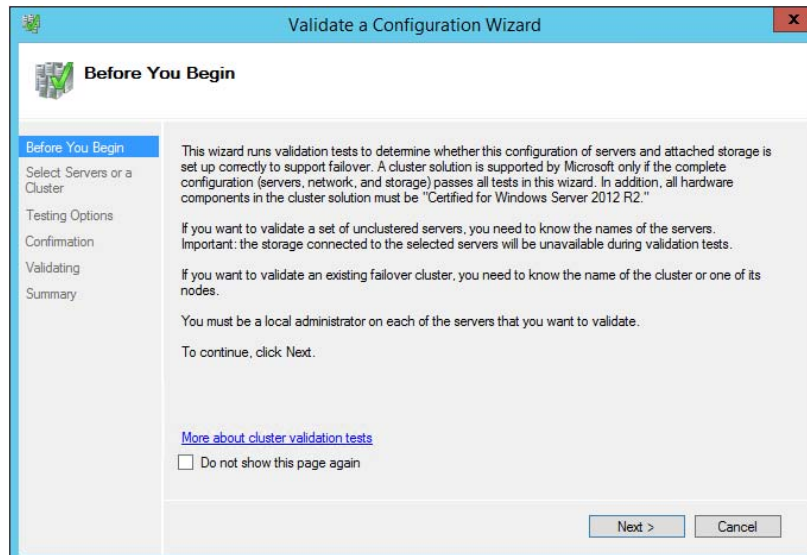 Validate a Configuration Wizard
x
Before You Begin
Before You Begin
Select Servers or a
Cluster
Testing Options
Confirmation
Validating
Summary
This wizard runs validation tests to determine whether this configuration of servers and attached storage is
set up correctly to support failover. A cluster solution is supported by Microsoft only if the complete
configuration (servers, network, and storage) passes all tests in this wizard. In addition, all hardware
components in the cluster solution must be "Certified for Windows Server 2012 R2."
If you want to validate a set of unclustered servers, you need to know the names of the servers.
Important: the storage connected to the selected servers will be unavailable during validation tests.
If you want to validate an existing failover cluster, you need to know the name of the cluster or one of its
nodes.
You must be a local administrator on each of the servers that you want to validate.
To continue, click Next.
More about cluster validation tests
Do not show this page again
Next >
Cancel